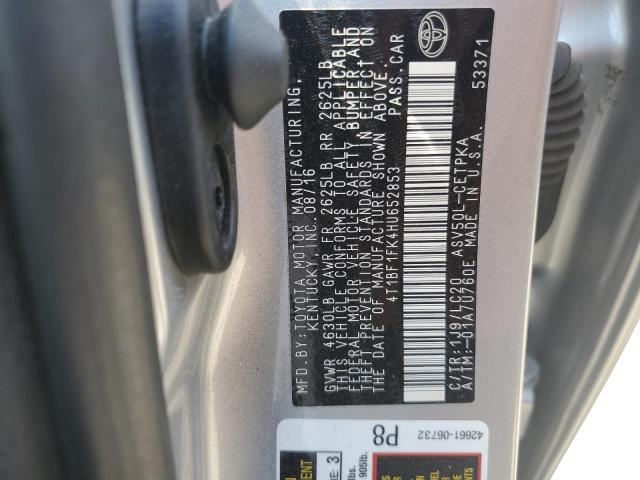 MFD.BY:TOYOTA MOTOR MANUFACTURING,
KENTUCKY, INC. 08/16
GVWR 4630LB GAWR FR 2625LB RR 2625LB
THIS VEHICLE CONFORMS TO ALL APPLICABLE
FEDERAL MOTOR VEHICLE SAFETY, BUMPER, AND
THEFT PREVENTION STANDARDS IN EFFECT ON
THE DATE OF MANUFACTURE SHOWN ABOVE.
4T1BF1FK4HU652853 PASS. CAR
C/TR:1J9/LC20 ASV50L-CETPKA
A/TM:-01A/U760E MADE IN U.S.A.
53371
42661-06732
P8
3
905lb.